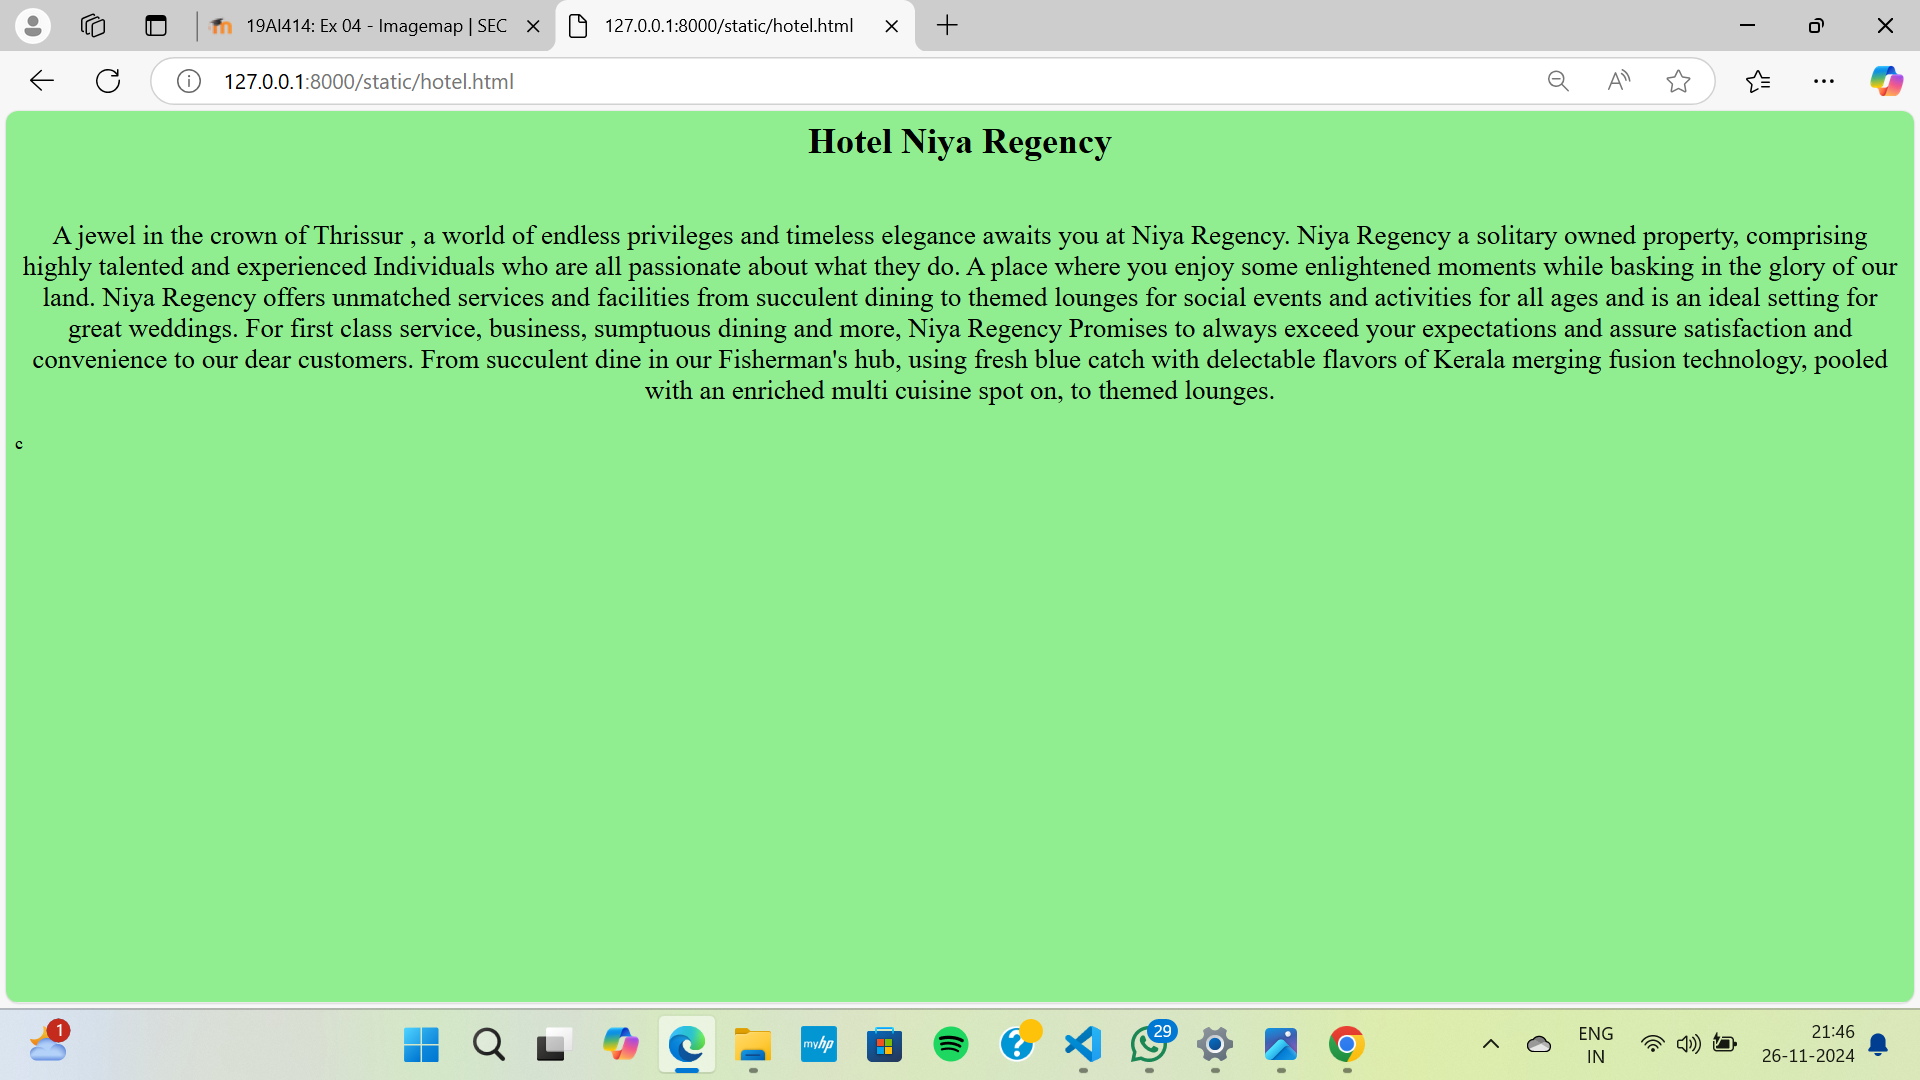 19AI414: Ex 04 - Imagemap | SEC
127.0.0.1:8000/static/hotel.html
127.0.0.1:8000/static/hotel.html
Hotel Niya Regency
A jewel in the crown of Thrissur , a world of endless privileges and timeless elegance awaits you at Niya Regency. Niya Regency a solitary owned property, comprising
highly talented and experienced Individuals who are all passionate about what they do. A place where you enjoy some enlightened moments while basking in the glory of our
land. Niya Regency offers unmatched services and facilities from succulent dining to themed lounges for social events and activities for all ages and is an ideal setting for
great weddings. For first class service, business, sumptuous dining and more, Niya Regency Promises to always exceed your expectations and assure satisfaction and
convenience to our dear customers. From succulent dine in our Fisherman's hub, using fresh blue catch with delectable flavors of Kerala merging fusion technology, pooled
with an enriched multi cuisine spot on, to themed lounges.
c
1
myhp
29
ENG
IN
21:46
26-11-2024